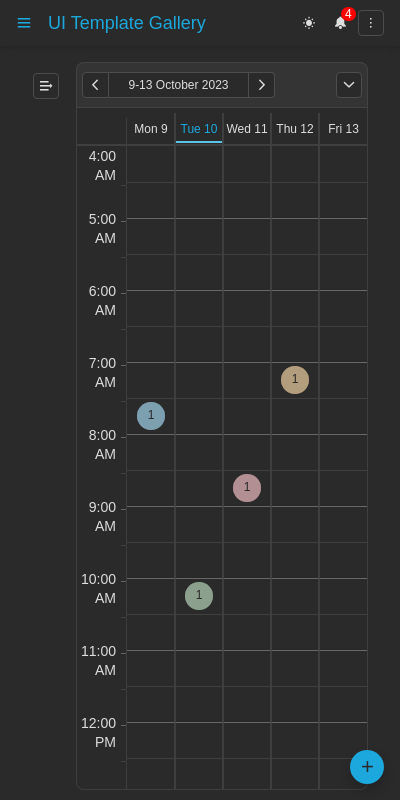 UI Template Gallery
4
9-13 October 2023
Mon 9 Tue 10 Wed 11 Thu 12 Fri 13
4:00
AM
5:00
AM
6:00
AM
7:00
AM
1
1
8:00
AM
1
9:00
AM
10:00
AM
1
11:00
AM
12:00
PM